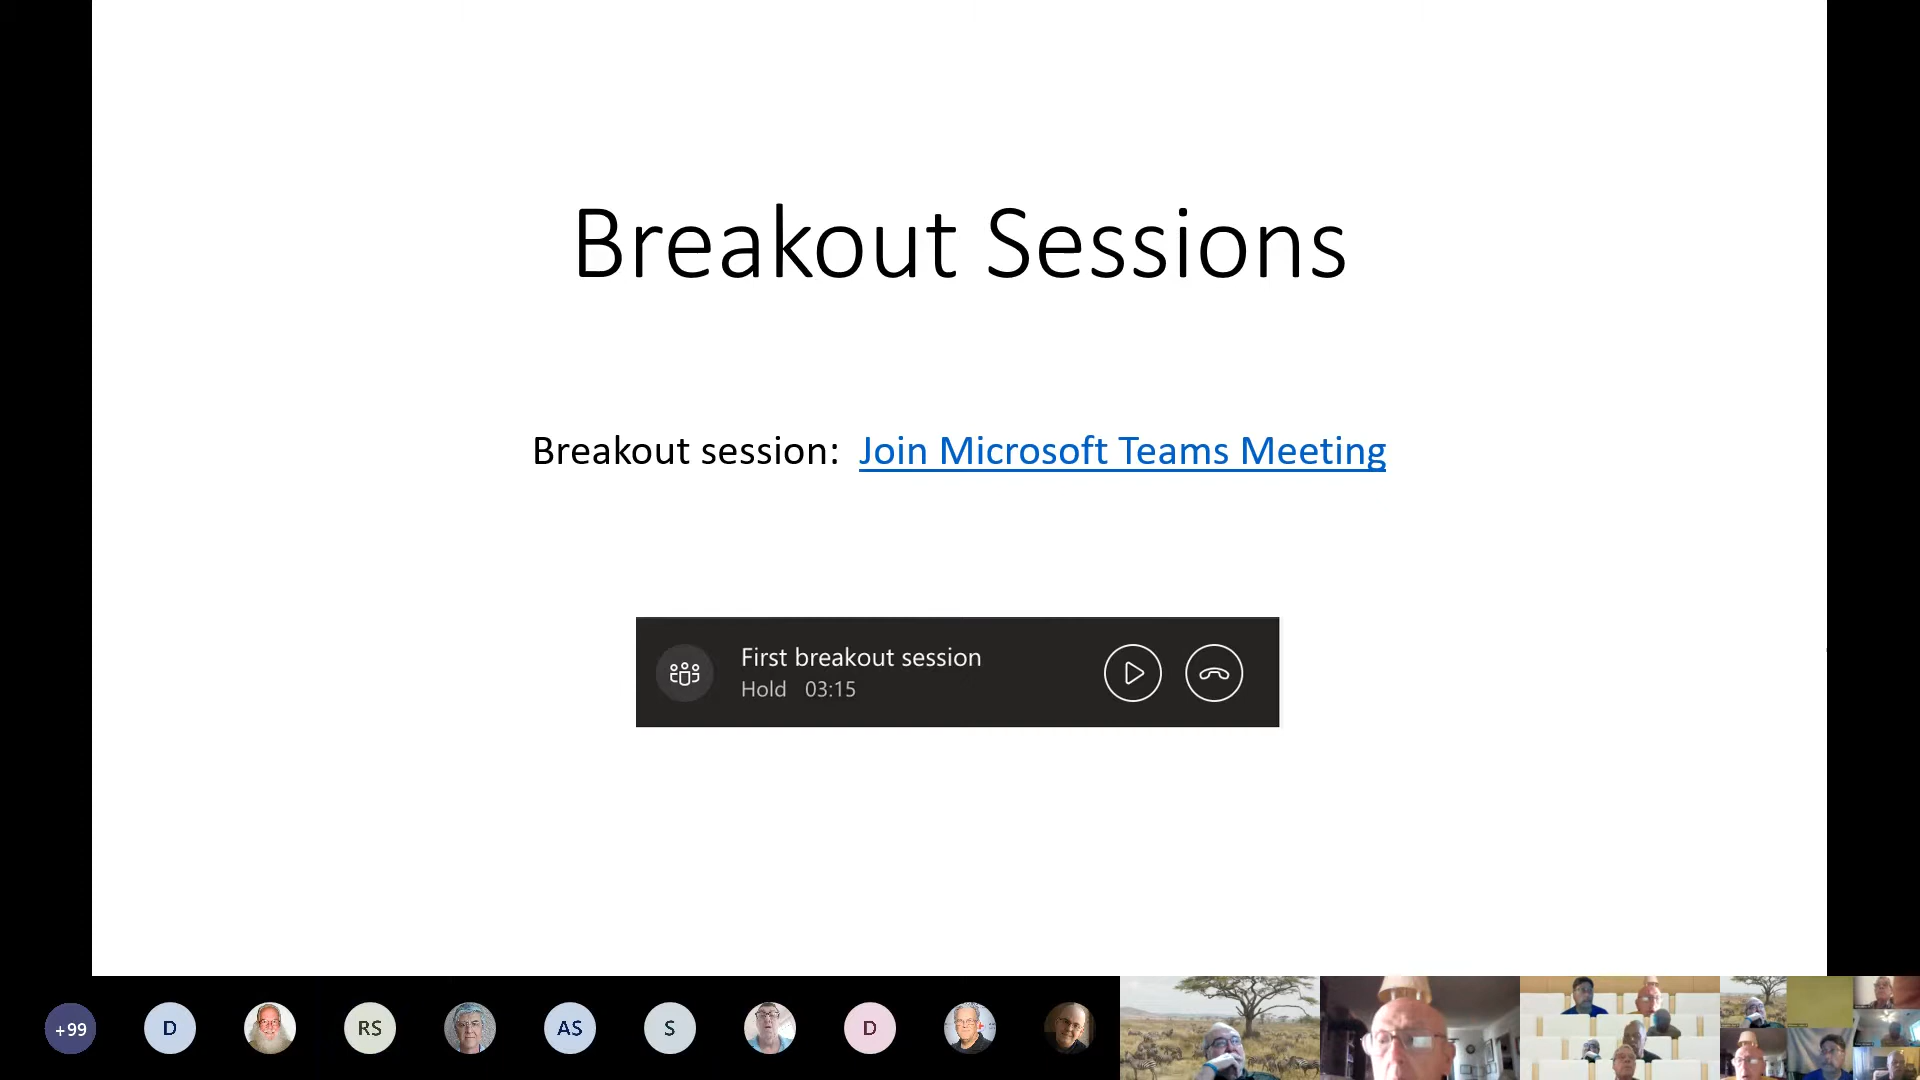 Breakout Sessions
Breakout session: Join Microsoft Teams Meeting
First breakout session
Hold 03:15
+99
D
RS
AS
S
D